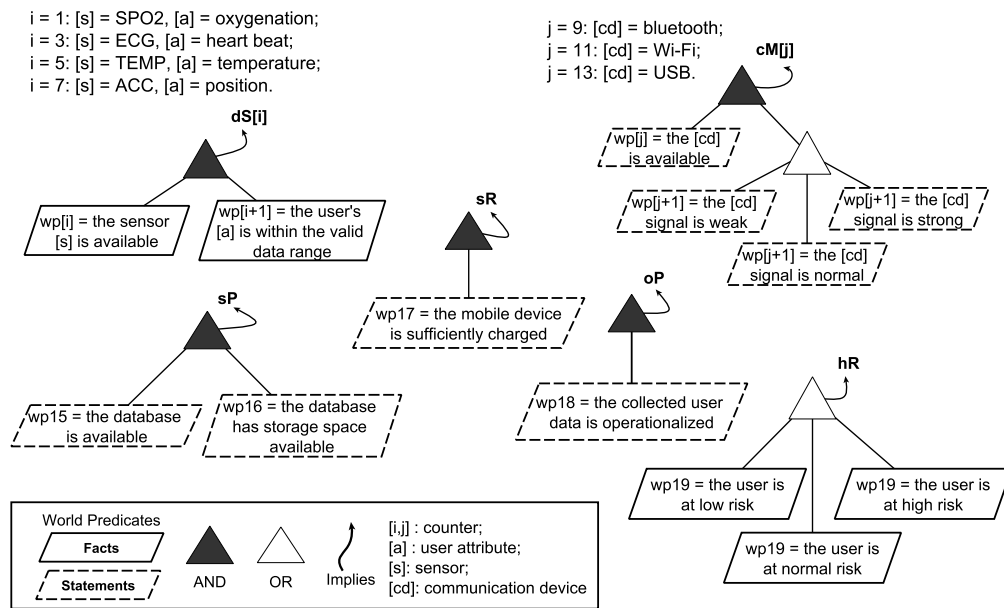 i = 1: [s] = SPO2, [a] = oxygenation;
i = 3: [s] = ECG, [a] = heart beat;
i = 5: [s] = TEMP, [a] = temperature;
i = 7: [s] = ACC, [a] = position.
j = 9: [cd] = bluetooth;
j = 11: [cd] = Wi-Fi;
j = 13: [cd] = USB.
cM[j]
dS[i]
wp[j] = the [cd]
is available
wp[i] = the sensor
[s] is available
wp[i+1] = the user's
[a] is within the valid
data range
sR
wp[j+1] = the [cd]
signal is weak
wp[j+1] = the [cd]
signal is strong
wp[j+1] = the [cd]
signal is normal
sP
wp17 = the mobile device
is sufficiently charged
oP
wp15 = the database
is available
wp16 = the database
has storage space
available
wp18 = the collected user
data is operationalized
hR
wp19 = the user is
at low risk
wp19 = the user is
at high risk
wp19 = the user is
at normal risk
World Predicates
Facts
Statements
AND
OR
Implies
[i,j] : counter;
[a] : user attribute;
[s]: sensor;
[cd]: communication device